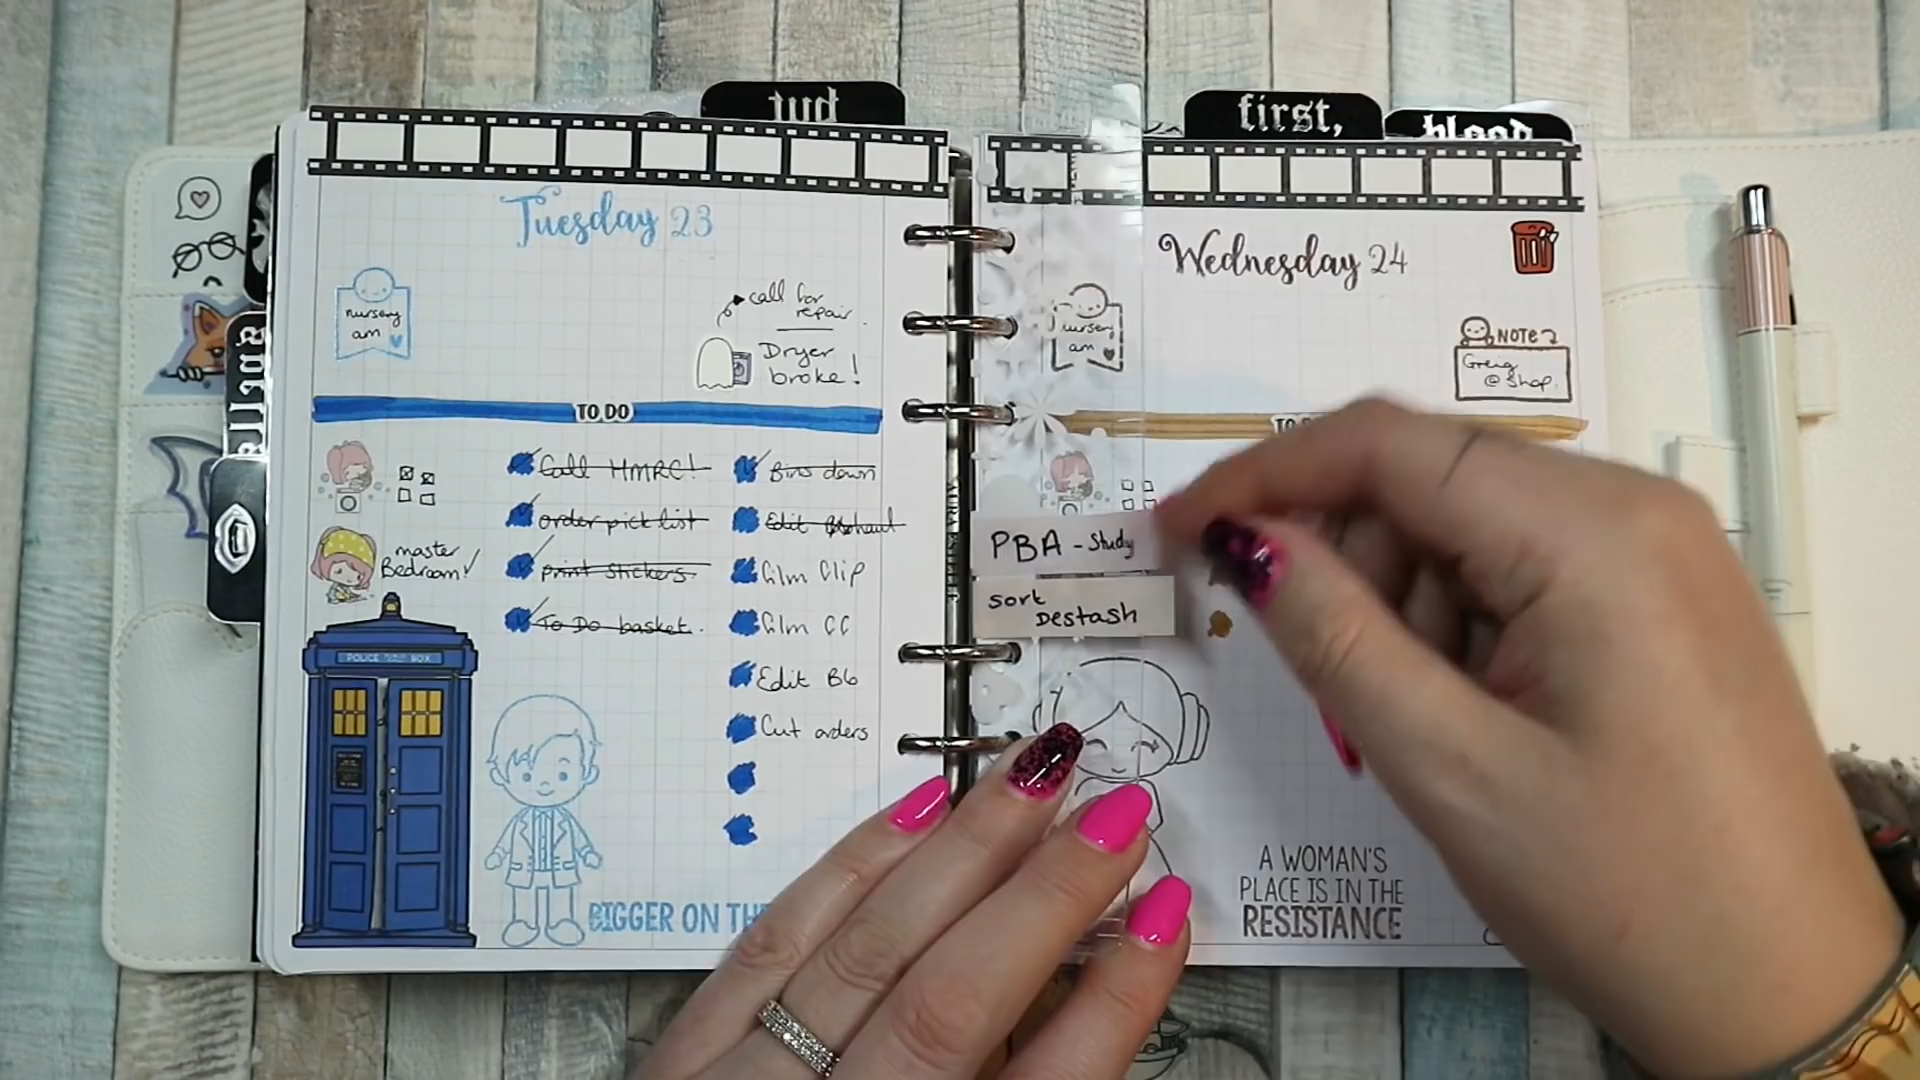 but
first,
blood
Tuesday 23
nursery
am
call for
repair
Dryer
broke!
TO DO
Call HMRC!
order pick list
print stickers
To Do basket
Bins down
Edit
Film Clip
Film CC
Edit B6
Cut orders
master
Bedroom!
POLICE BOX
BIGGER ON TH
Wednesday 24
nursery
am
NOTE
Greig
@ shop.
PBA - Study
sort
Destash
A WOMAN'S
PLACE IS IN THE
RESISTANCE